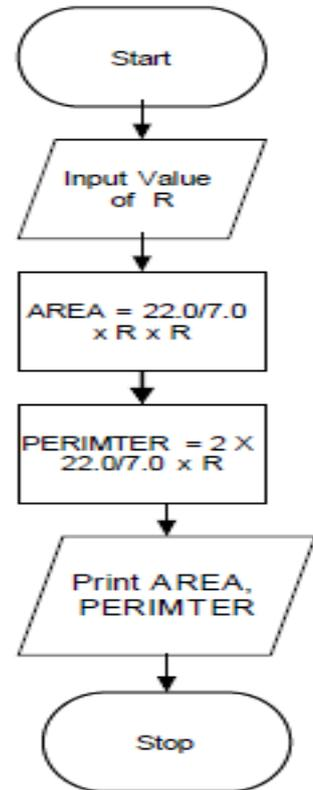 Start
Input Value
of R
AREA = 22.0/7.0
x R x R
PERIMTER = 2 X
22.0/7.0 x R
Print AREA,
PERIMTER
Stop